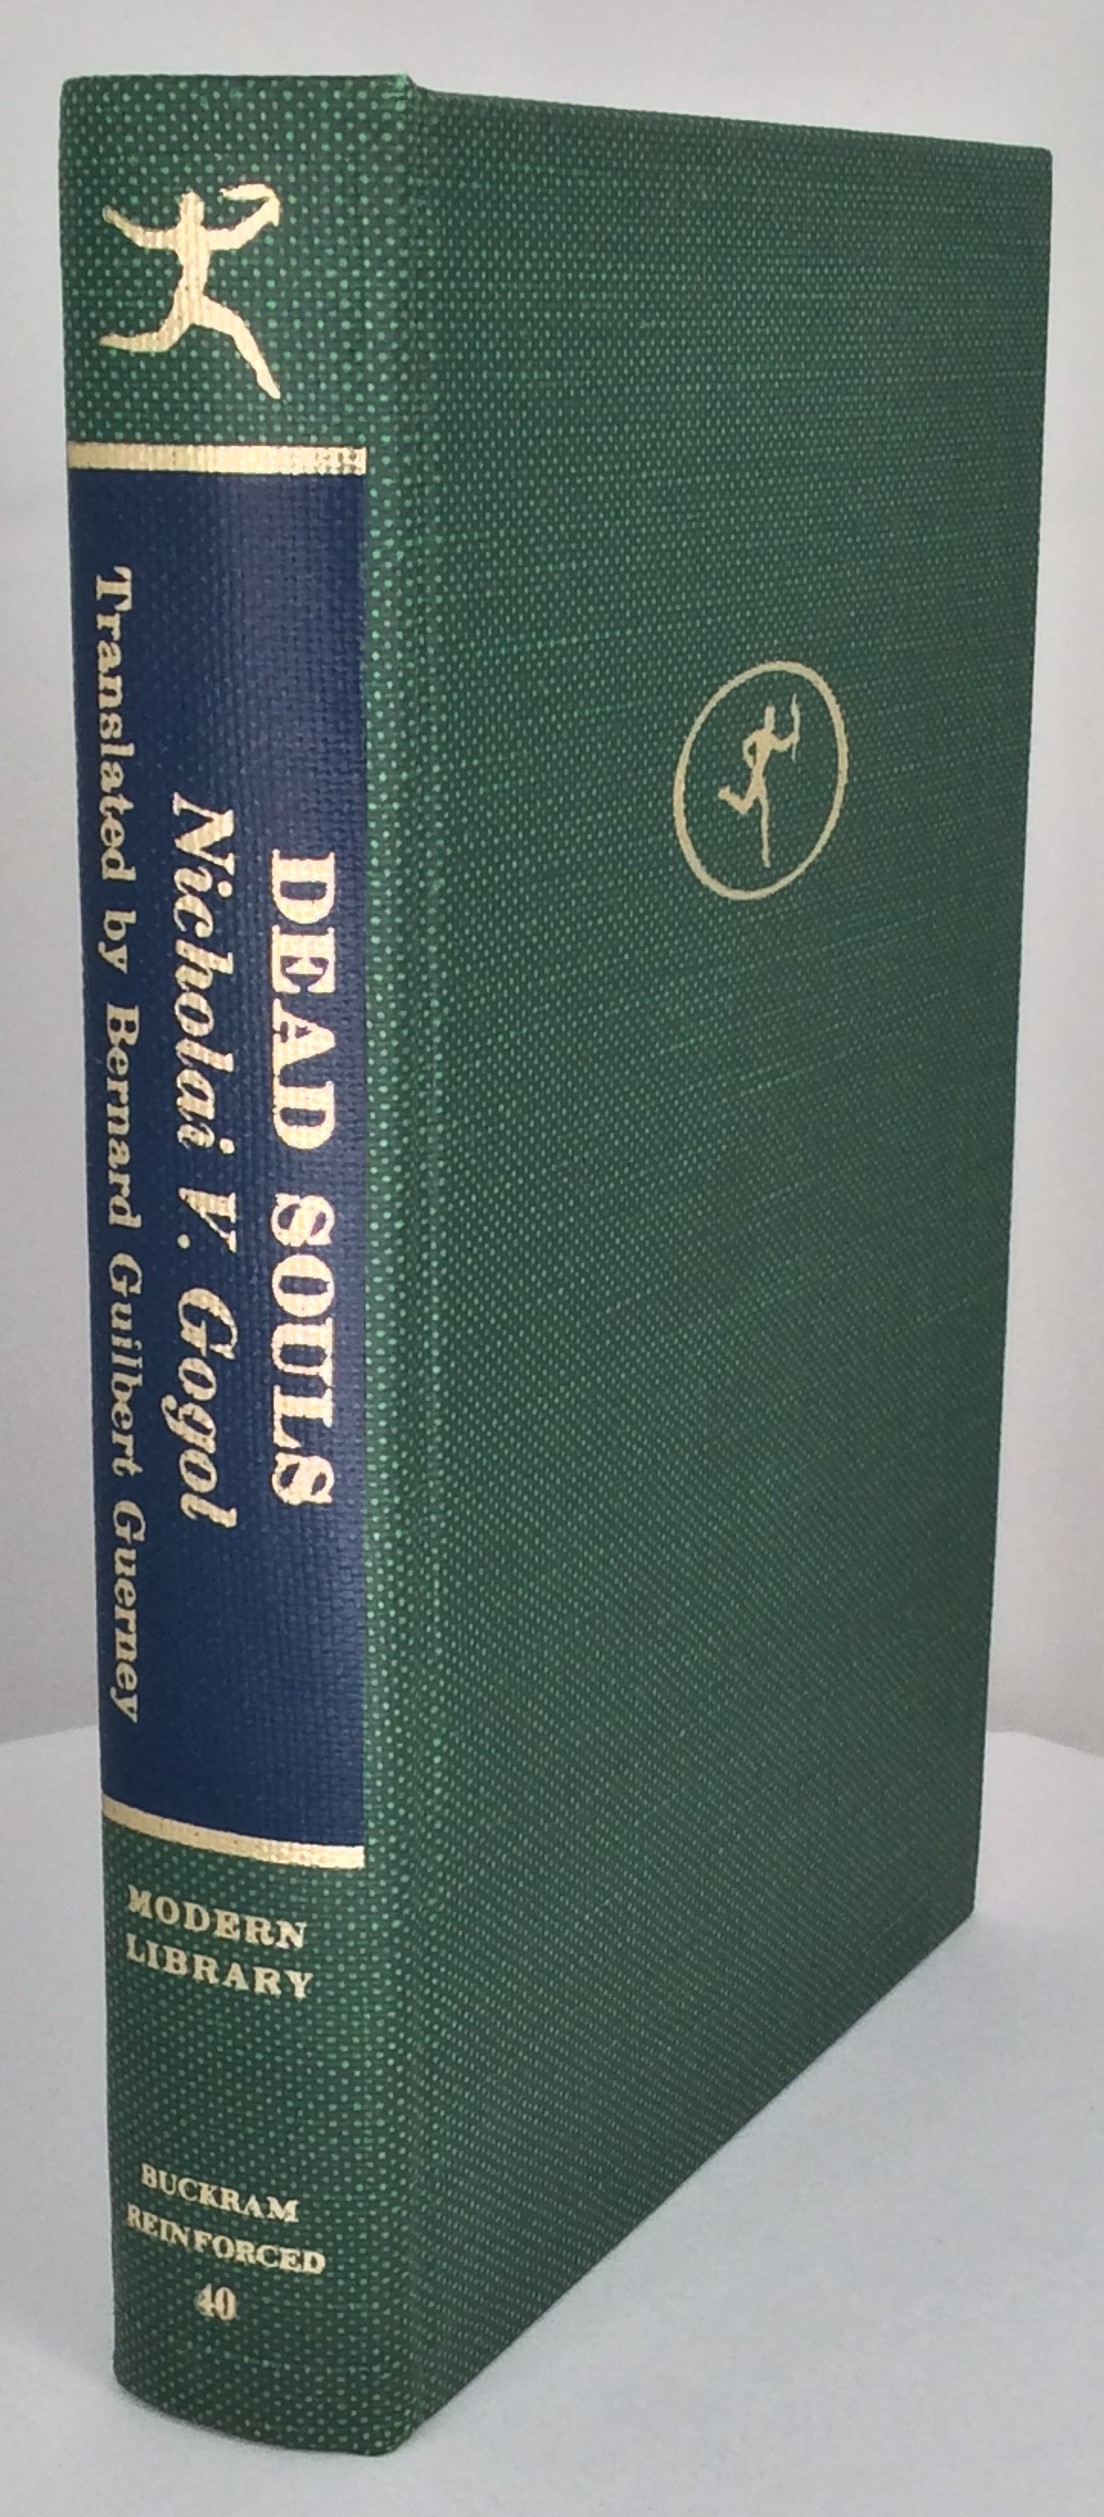 DEAD SOULS
Nicholai V. Gogol
Translated by Bernard Guilbert Guerney
MODERN
LIBRARY
BUCKRAM
REINFORCED
40